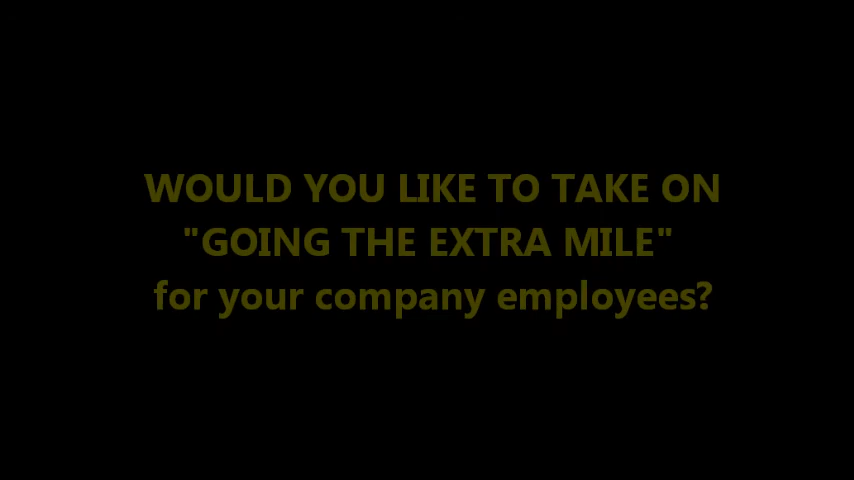 WOULD YOU LIKE TO TAKE ON
"GOING THE EXTRA MILE"
for your company employees?